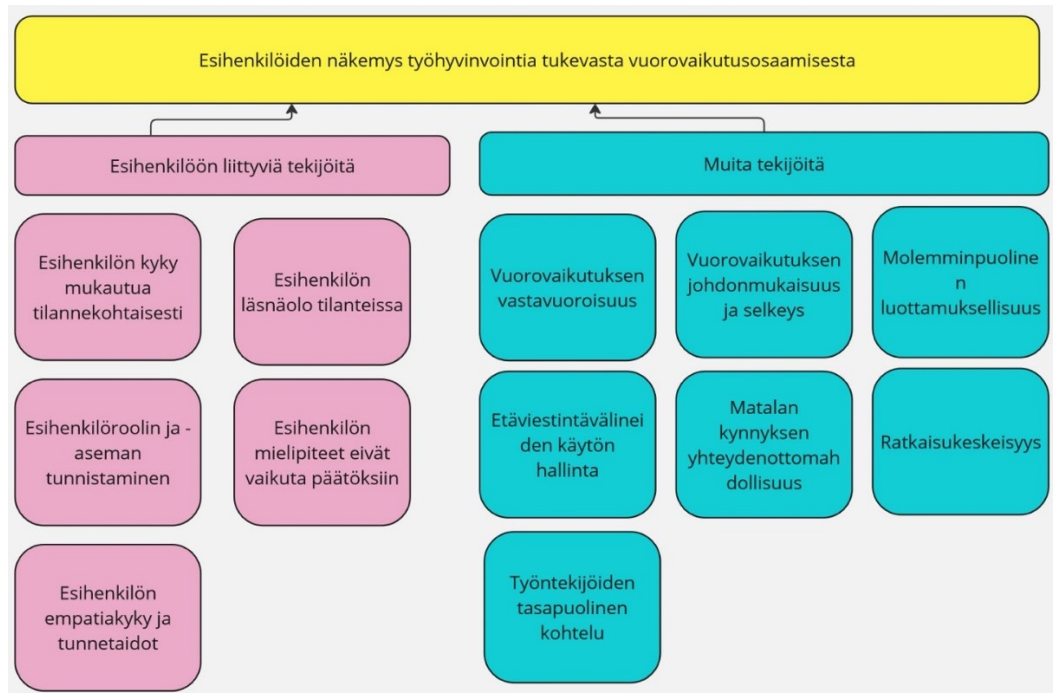 Esihenkilöiden näkemys työhyvinvointia tukevasta vuorovaikutusosaamisesta
Esihenkilöön liittyviä tekijöitä
Esihenkilön kyky
mukautua
tilannekohtaisesti
Esihenkilön
läsnäolo tilanteissa
Esihenkilöroolin ja -
aseman
tunnistaminen
Esihenkilön
mielipiteet eivät
vaikuta päätöksiin
Esihenkilön
empatiakyky ja
tunnetaidot
Muita tekijöitä
Vuorovaikutuksen
vastavuoroisuus
Vuorovaikutuksen
johdonmukaisuus
ja selkeys
Molemminpuoline
n
luottamuksellisuus
Etäviestintävälinei
den käytön
hallinta
Matalan
kynnyksen
yhteydenottomah
dollisuus
Ratkaisukeskeisyys
Työntekijöiden
tasapuolinen
kohtelu